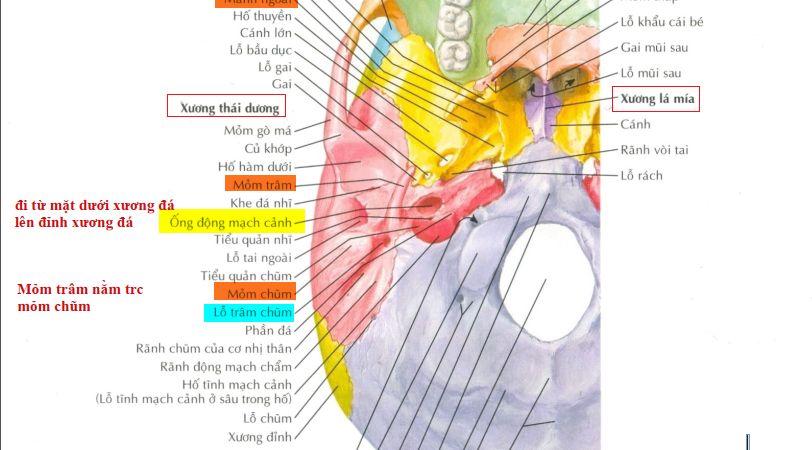 Mảnh ngoài
Hố thuyền
Cánh lớn
Lỗ bầu dục
Lỗ gai
Gai
Xương thái dương
Mỏm gò má
Củ khớp
Hố hàm dưới
Mỏm trâm
Khe đá nhĩ
đi từ mặt dưới xương đá
lên đỉnh xương đá
Ống động mạch cảnh
Tiểu quản nhĩ
Lỗ tai ngoài
Tiểu quản chũm
Mỏm trâm nằm trc
mõm chũm
Mỏm chũm
Lỗ trâm chũm
Phần đá
Rãnh chũm của cơ nhị thân
Rãnh động mạch chẩm
Hố tĩnh mạch cảnh
(Lỗ tĩnh mạch cảnh ở sâu trong hố)
Lỗ chũm
Xương đỉnh
Lỗ khẩu cái bé
Gai mũi sau
Lỗ mũi sau
Xương lá mía
Cánh
Rãnh vòi tai
Lỗ rách